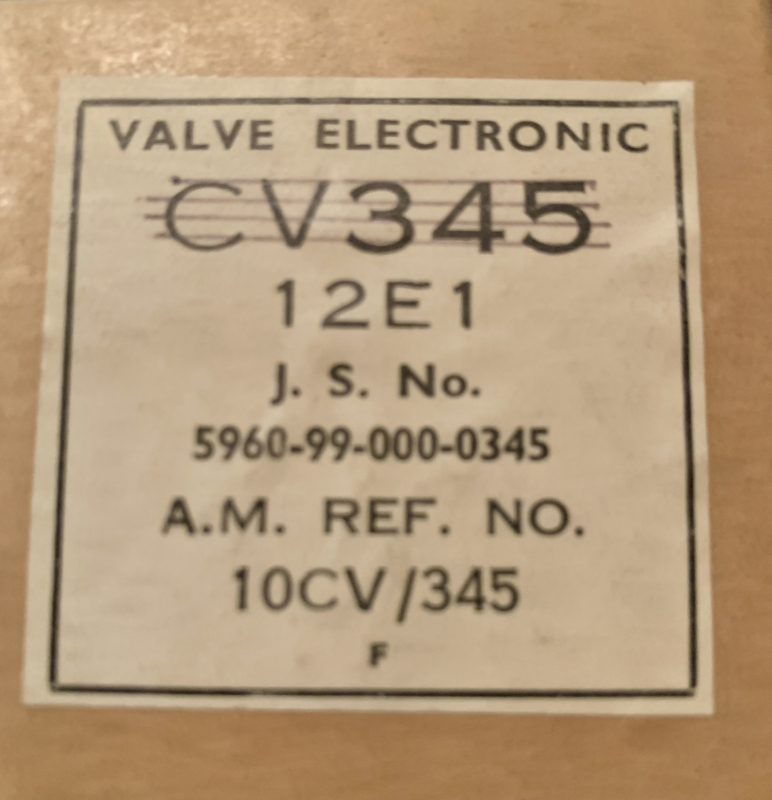 VALVE ELECTRONIC
CV345
12E1
J. S. No.
5960-99-000-0345
A.M. REF. NO.
10CV/345
F